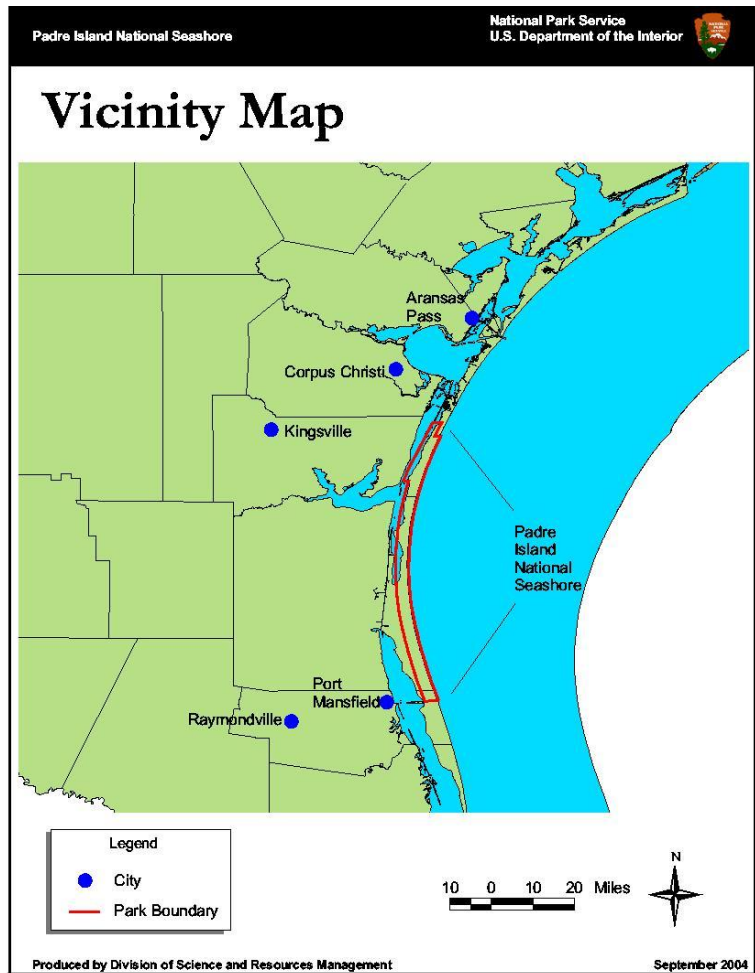 Padre Island National Seashore
National Park Service
U.S. Department of the Interior
Vicinity Map
Aransas
Pass
Corpus Christi
Kingsville
Padre
Island
National
Seashore
Port
Mansfield
Raymondville
Legend
City
Park Boundary
10 0 10 20 Miles
N
Produced by Division of Science and Resources Management
September 2004